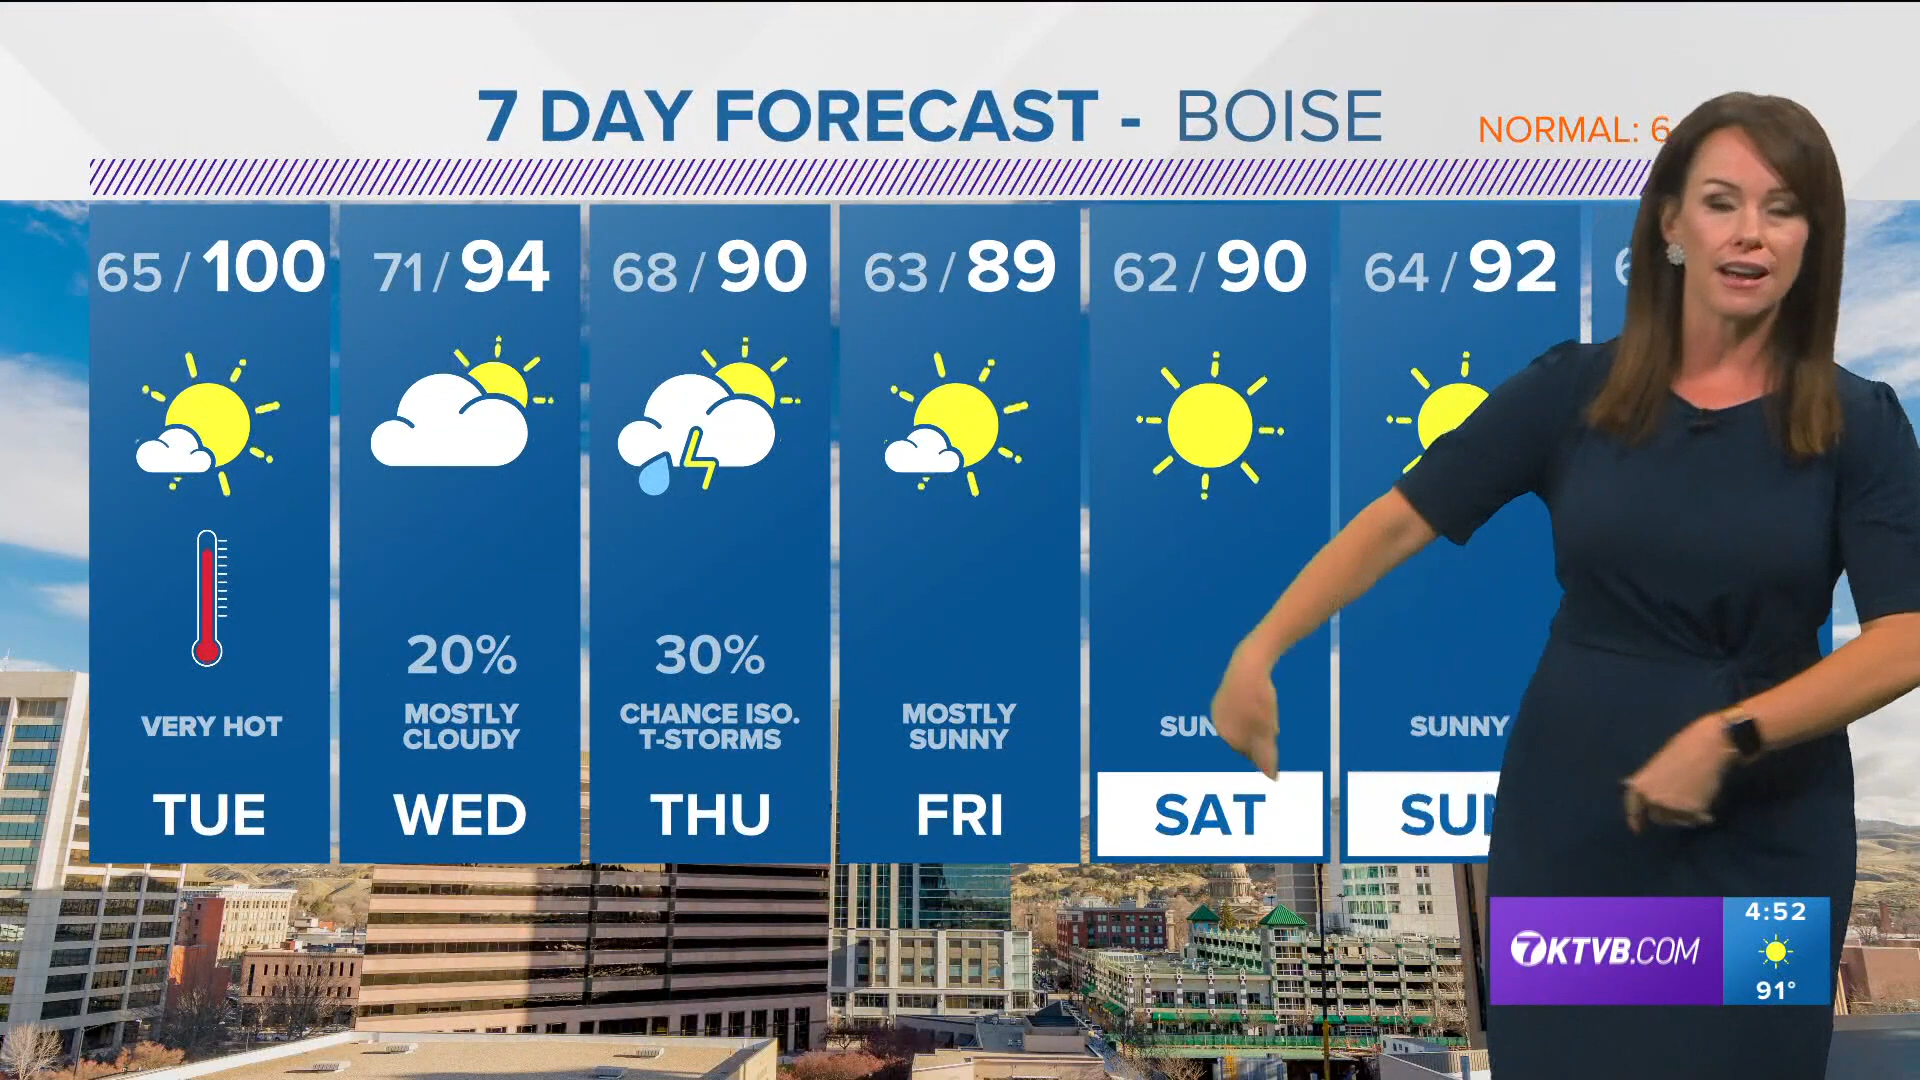 7 DAY FORECAST - BOISE
NORMAL: 6
65 / 100
71 / 94
68 / 90
63 / 89
62 / 90
64 / 92
20%
30%
VERY HOT
MOSTLY
CLOUDY
CHANCE ISO.
T-STORMS
MOSTLY
SUNNY
SUN
SUNNY
TUE
WED
THU
FRI
SAT
SUN
7KTVB.COM
4:52
91°